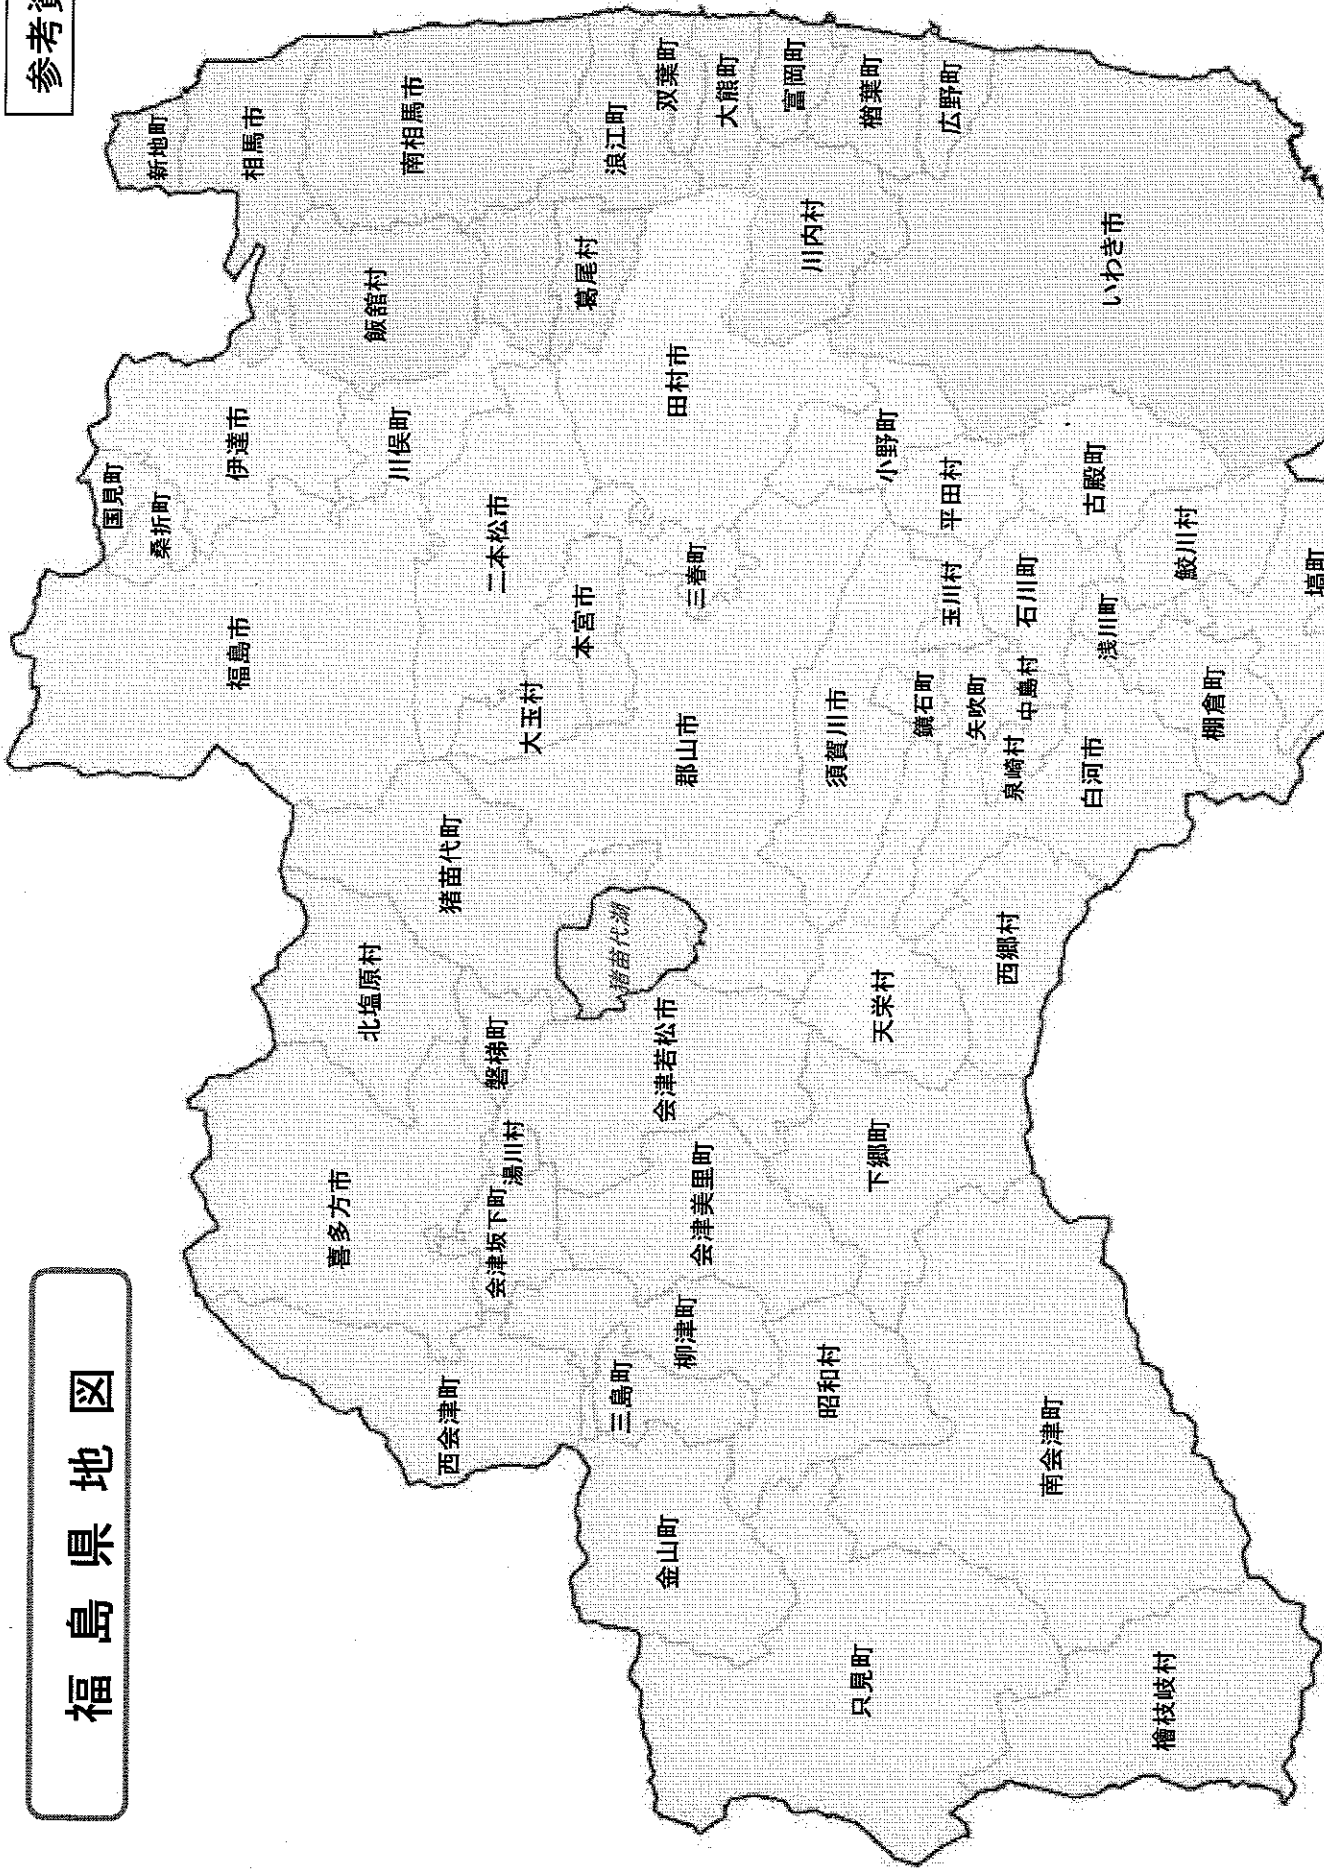 福島県地図
参考資
新地町
相馬市
南相馬市
飯舘村
浪江町
双葉町
大熊町
富岡町
楢葉町
広野町
葛尾村
川内村
いわき市
国見町
桑折町
伊達市
川俣町
福島市
二本松市
本宮市
大玉村
田村市
三春町
小野町
平田村
古殿町
玉川村
石川町
浅川町
鮫川村
塙町
郡山市
須賀川市
鏡石町
矢吹町
中島村
泉崎村
白河市
棚倉町
西郷村
天栄村
猪苗代町
猪苗代湖
北塩原村
磐梯町
会津若松市
喜多方市
湯川村
会津坂下町
会津美里町
下郷町
西会津町
三島町
柳津町
昭和村
金山町
只見町
南会津町
檜枝岐村